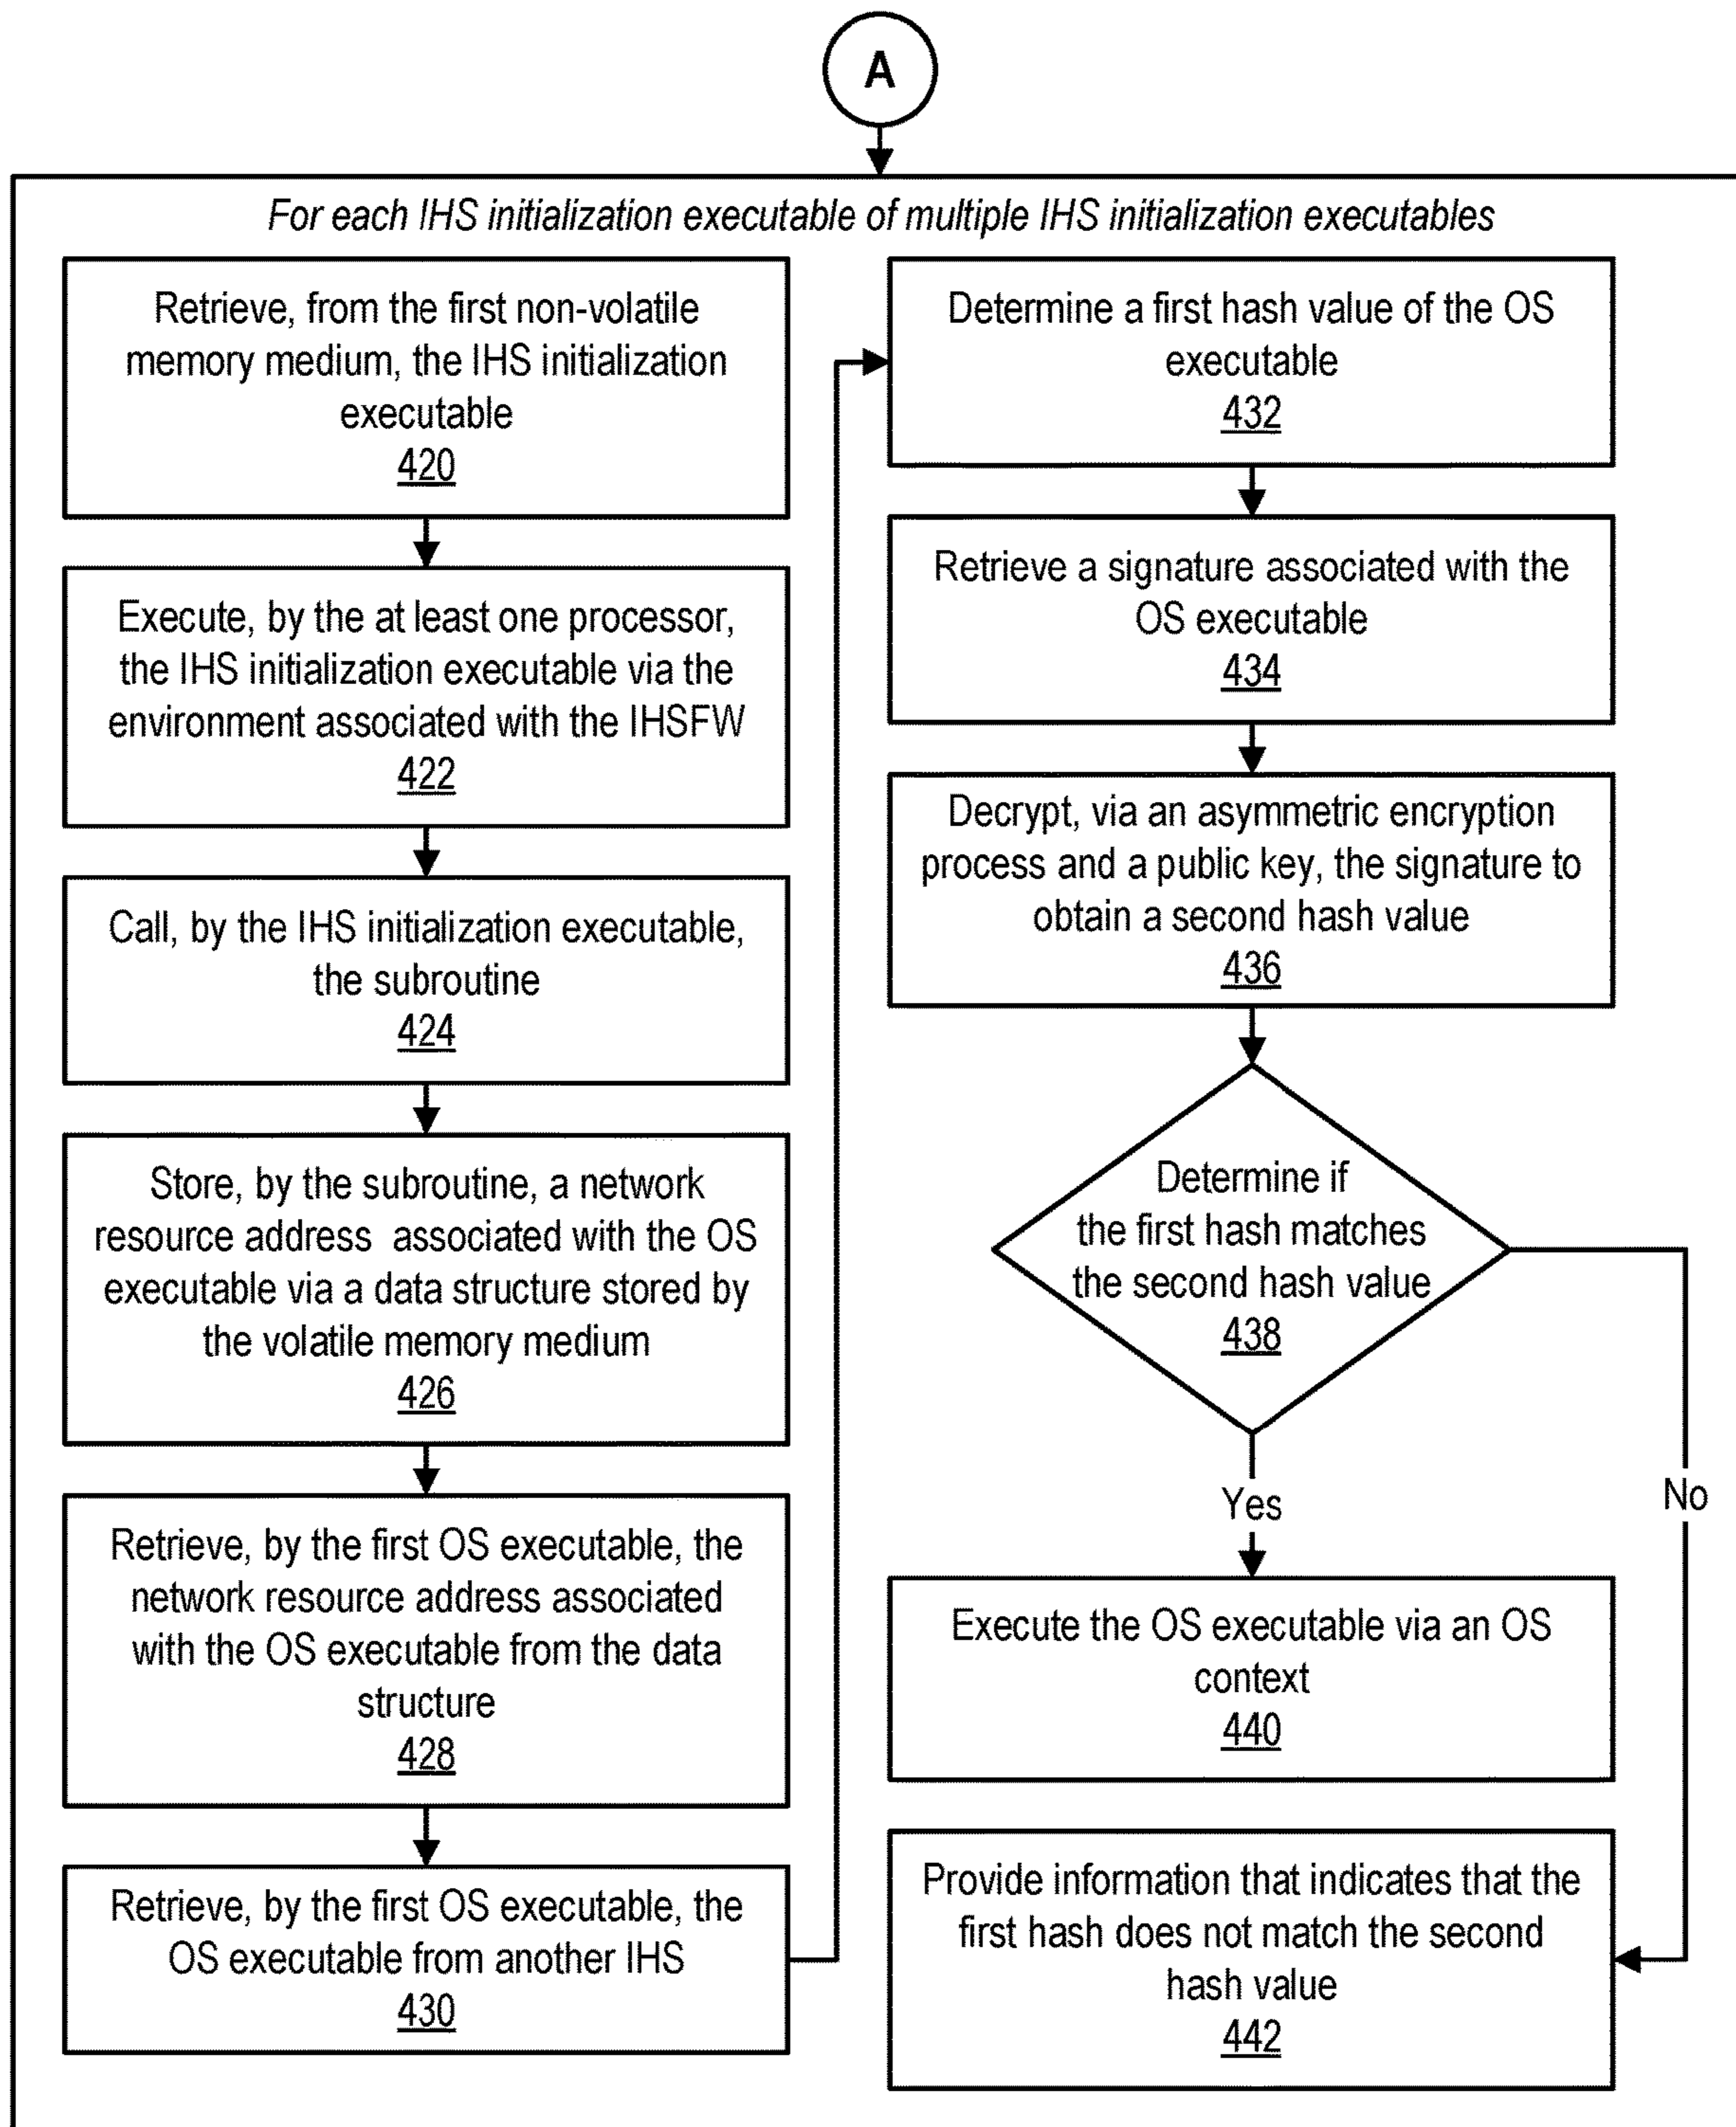 A
For each IHS initialization executable of multiple IHS initialization executables
Retrieve, from the first non-volatile
memory medium, the IHS initialization
executable
420
Execute, by the at least one processor,
the IHS initialization executable via the
environment associated with the IHSFW
422
Call, by the IHS initialization executable,
the subroutine
424
Store, by the subroutine, a network
resource address associated with the OS
executable via a data structure stored by
the volatile memory medium
426
Retrieve, by the first OS executable, the
network resource address associated
with the OS executable from the data
structure
428
Retrieve, by the first OS executable, the
OS executable from another IHS
430
Determine a first hash value of the OS
executable
432
Retrieve a signature associated with the
OS executable
434
Decrypt, via an asymmetric encryption
process and a public key, the signature to
obtain a second hash value
436
Determine if
the first hash matches
the second hash value
438
Yes
No
Execute the OS executable via an OS
context
440
Provide information that indicates that the
first hash does not match the second
hash value
442